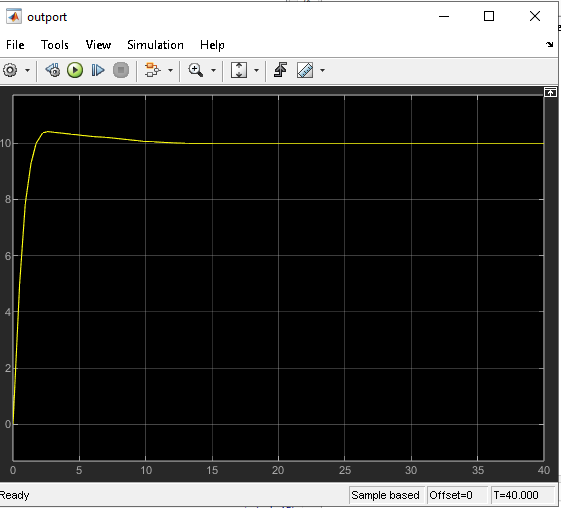 outport
File Tools View Simulation Help
10
8
6
4
2
0
0 5 10 15 20 25 30 35 40
Ready Sample based Offset=0 T=40.000